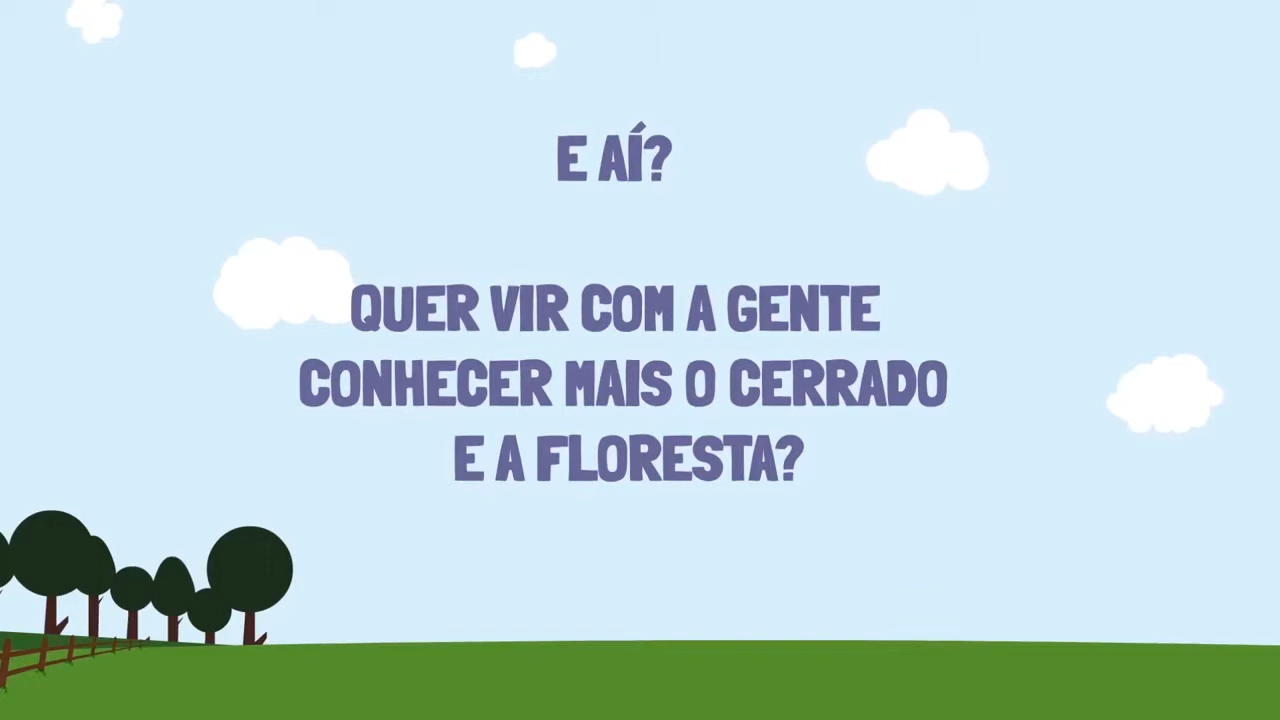 E AÍ?
QUER VIR COM A GENTE
CONHECER MAIS O CERRADO
E A FLORESTA?